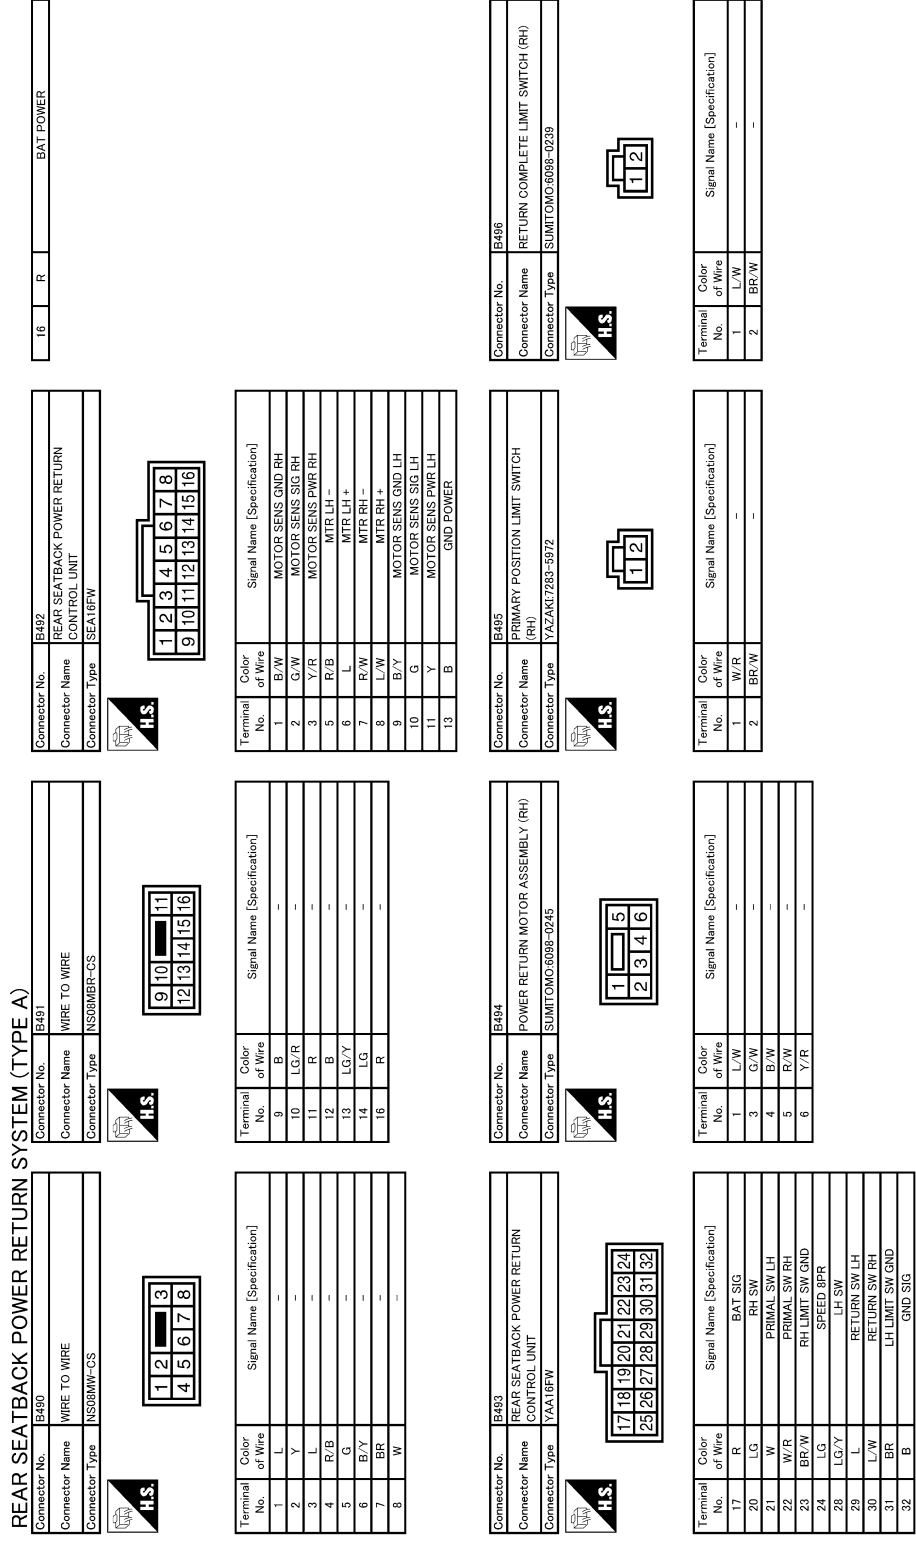 REAR SEATBACK POWER RETURN SYSTEM (TYPE A)
Connector No. B490
Connector Name WIRE TO WIRE
Connector Type NS08MW-CS
H.S.
1 2 3
4 5 6 7 8
Terminal No. Color of Wire Signal Name [Specification]
1 L -
2 Y -
3 L -
4 R/B -
5 G -
6 B/Y -
7 BR -
8 W -
Connector No. B491
Connector Name WIRE TO WIRE
Connector Type NS08MBR-CS
H.S.
9 10 11
12 13 14 15 16
Terminal No. Color of Wire Signal Name [Specification]
9 B -
10 LG/R -
11 R -
12 B -
13 LG/Y -
14 LG -
16 R -
Connector No. B492
Connector Name REAR SEATBACK POWER RETURN
CONTROL UNIT
Connector Type SEA16FW
H.S.
1 2 3 4 5 6 7 8
9 10 11 12 13 14 15 16
Terminal No. Color of Wire Signal Name [Specification]
1 B/W MOTOR SENS GND RH
2 G/W MOTOR SENS SIG RH
3 Y/R MOTOR SENS PWR RH
5 R/B MTR LH -
6 L MTR LH +
7 R/W MTR RH -
8 L/W MTR RH +
9 B/Y MOTOR SENS GND LH
10 G MOTOR SENS SIG LH
11 Y MOTOR SENS PWR LH
13 B GND POWER
16 R BAT POWER
Connector No. B493
Connector Name REAR SEATBACK POWER RETURN
CONTROL UNIT
Connector Type YAA16FW
H.S.
17 18 19 20 21 22 23 24
25 26 27 28 29 30 31 32
Terminal No. Color of Wire Signal Name [Specification]
17 R BAT SIG
20 LG RH SW
21 W PRIMAL SW LH
22 W/R PRIMAL SW RH
23 BR/W RH LIMIT SW GND
24 LG SPEED 8PR
28 LG/Y LH SW
29 L RETURN SW LH
30 L/W RETURN SW RH
31 BR LH LIMIT SW GND
32 B GND SIG
Connector No. B494
Connector Name POWER RETURN MOTOR ASSEMBLY (RH)
Connector Type SUMITOMO:6098-0245
H.S.
1 5
2 3 4 6
Terminal No. Color of Wire Signal Name [Specification]
1 L/W -
3 G/W -
4 B/W -
5 R/W -
6 Y/R -
Connector No. B495
Connector Name PRIMARY POSITION LIMIT SWITCH
(RH)
Connector Type YAZAKI:7283-5972
H.S.
1 2
Terminal No. Color of Wire Signal Name [Specification]
1 W/R -
2 BR/W -
Connector No. B496
Connector Name RETURN COMPLETE LIMIT SWITCH (RH)
Connector Type SUMITOMO:6098-0239
H.S.
1 2
Terminal No. Color of Wire Signal Name [Specification]
1 L/W -
2 BR/W -